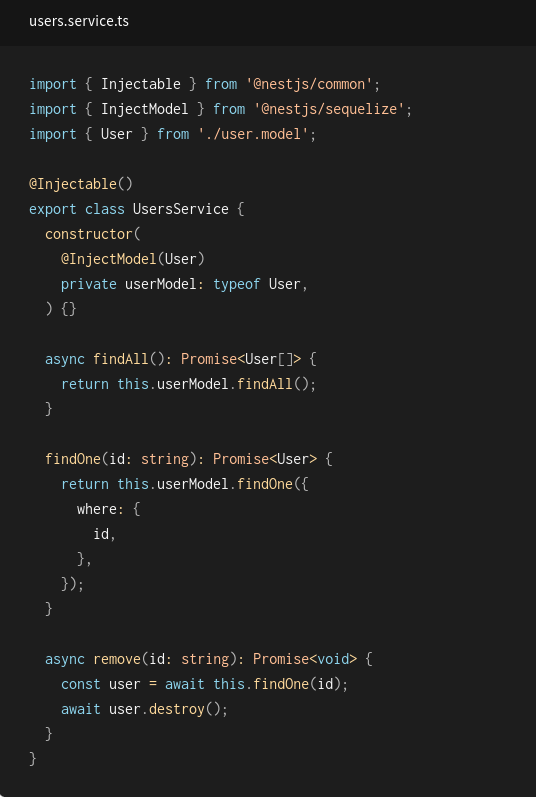 users.service.ts
import { Injectable } from '@nestjs/common';
import { InjectModel } from '@nestjs/sequelize';
import { User } from './user.model';
@Injectable()
export class UsersService {
  constructor(
    @InjectModel(User)
    private userModel: typeof User,
  ) {}
  async findAll(): Promise<User[]> {
    return this.userModel.findAll();
  }
  findOne(id: string): Promise<User> {
    return this.userModel.findOne({
      where: {
        id,
      },
    });
  }
  async remove(id: string): Promise<void> {
    const user = await this.findOne(id);
    await user.destroy();
  }
}